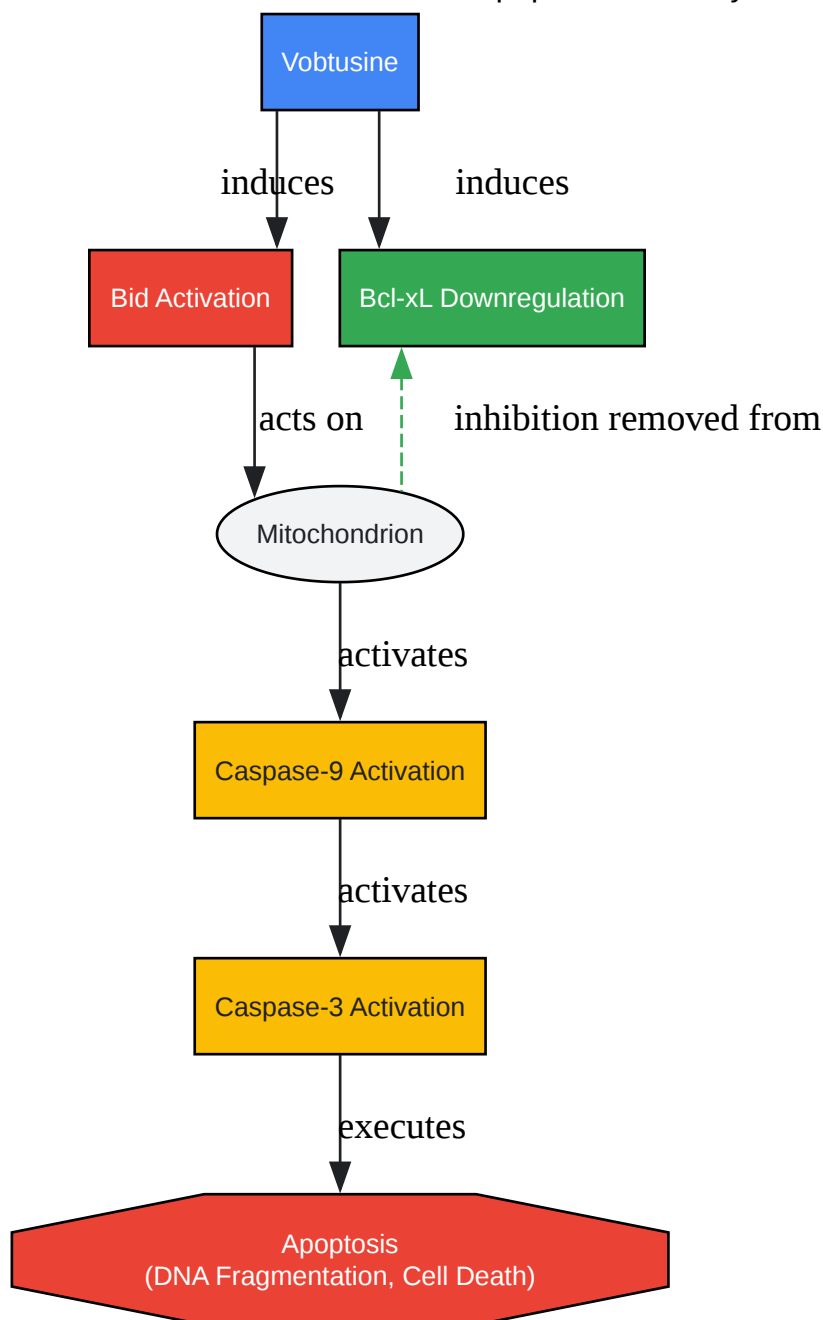 Vobtusine
induces
induces
Bid Activation
Bcl-xL Downregulation
acts on
inhibition removed from
Mitochondrion
activates
Caspase-9 Activation
activates
Caspase-3 Activation
executes
Apoptosis
(DNA Fragmentation, Cell Death)